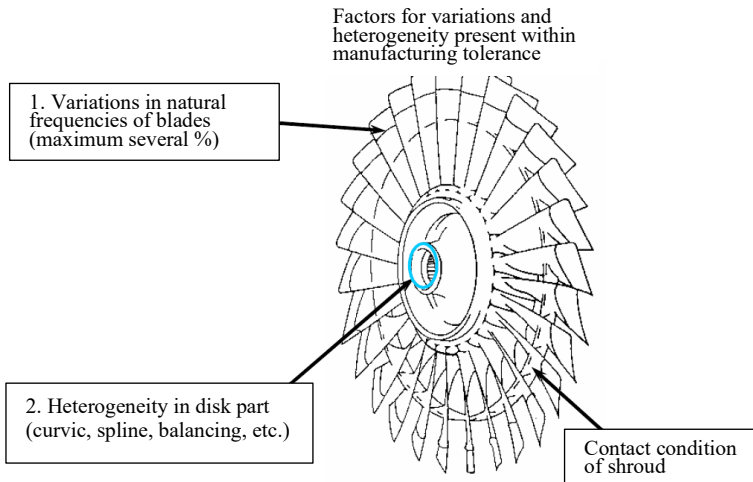 Factors for variations and
heterogeneity present within
manufacturing tolerance
1. Variations in natural
frequencies of blades
(maximum several %)
2. Heterogeneity in disk part
(curvic, spline, balancing, etc.)
Contact condition
of shroud